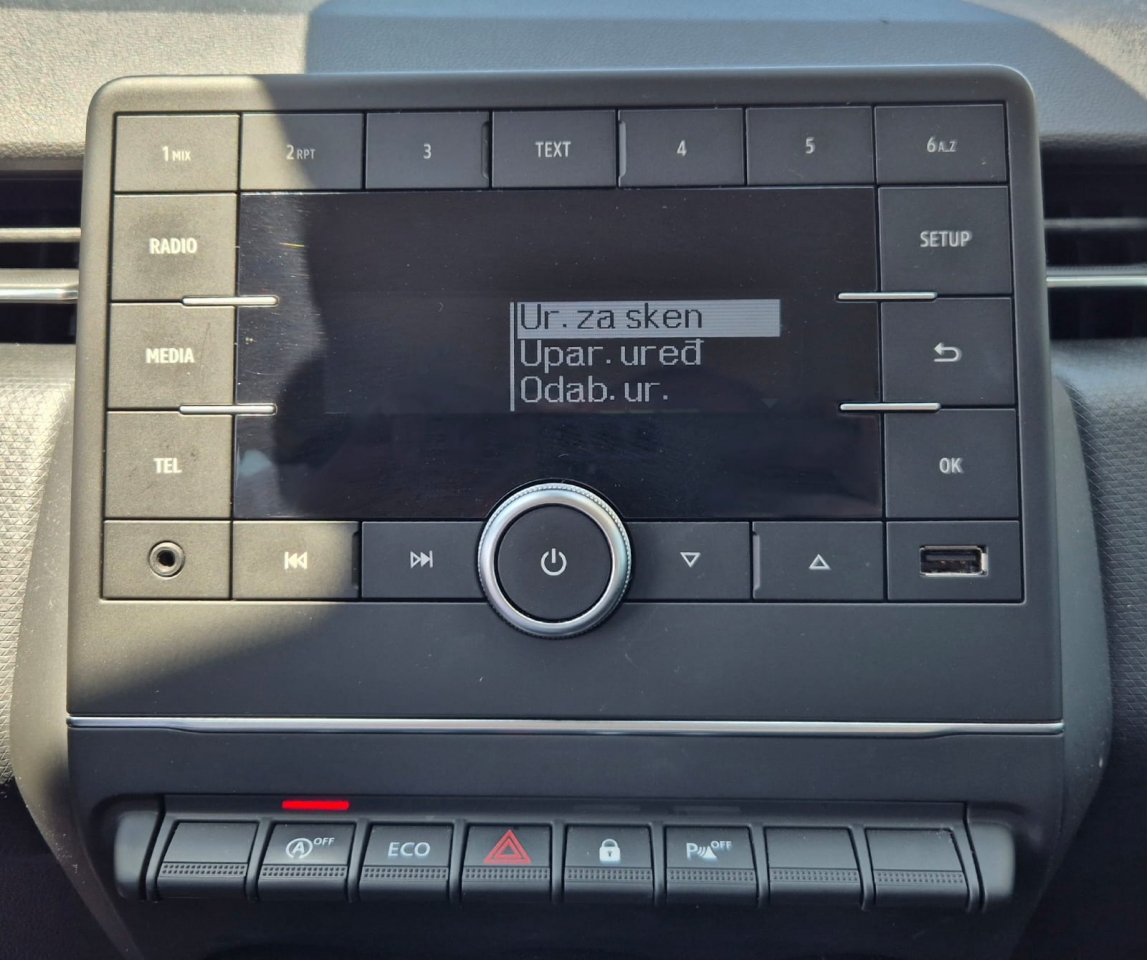 1MIX
2RPT
3
TEXT
4
5
6A..Z
RADIO
SETUP
Ur. za sken
MEDIA
Upar. uređ
Odab. ur.
TEL
OK
A OFF
ECO
P OFF